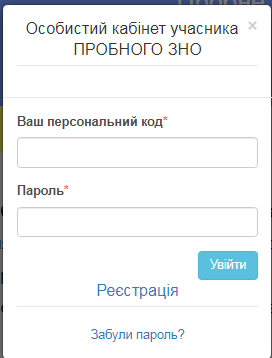 Особистий кабінет учасника ×
ПРОБНОГО ЗНО
Ваш персональний код*
Пароль*
Увійти
Реєстрація
Забули пароль?